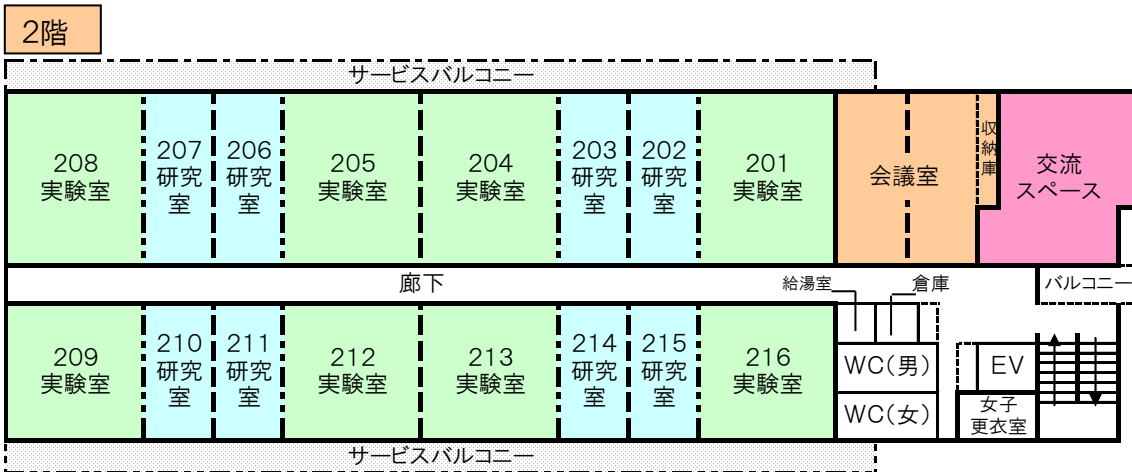 2階
サービスバルコニー
208
実験室
207
研究
室
206
研究
室
205
実験室
204
実験室
203
研究
室
202
研究
室
201
実験室
会議室
収
納
庫
交流
スペース
廊下
給湯室
倉庫
バルコニー
209
実験室
210
研究
室
211
研究
室
212
実験室
213
実験室
214
研究
室
215
研究
室
216
実験室
WC(男)
WC(女)
EV
女子
更衣室
サービスバルコニー